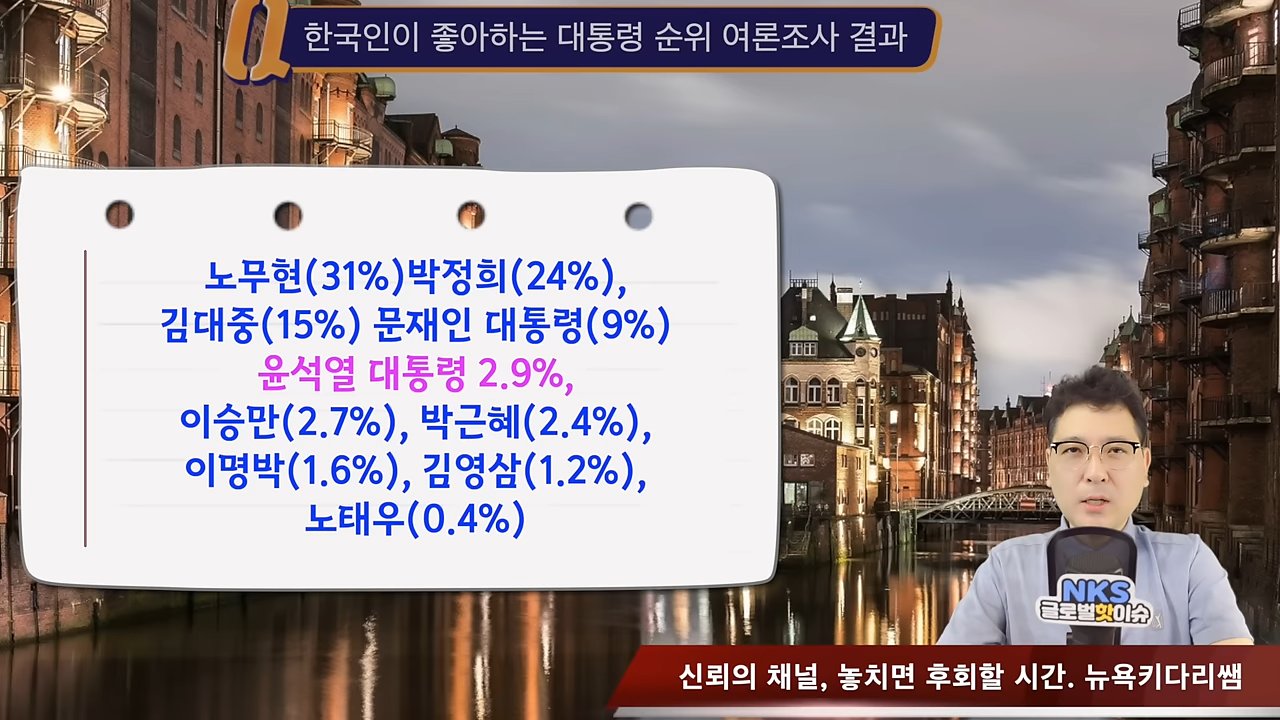 Q 한국인이 좋아하는 대통령 순위 여론조사 결과
노무현(31%)박정희(24%),
김대중(15%) 문재인 대통령(9%)
윤석열 대통령 2.9%,
이승만(2.7%), 박근혜(2.4%),
이명박(1.6%), 김영삼(1.2%),
노태우(0.4%)
NKS
글로벌핫이슈
신뢰의 채널, 놓치면 후회할 시간. 뉴욕키다리쌤